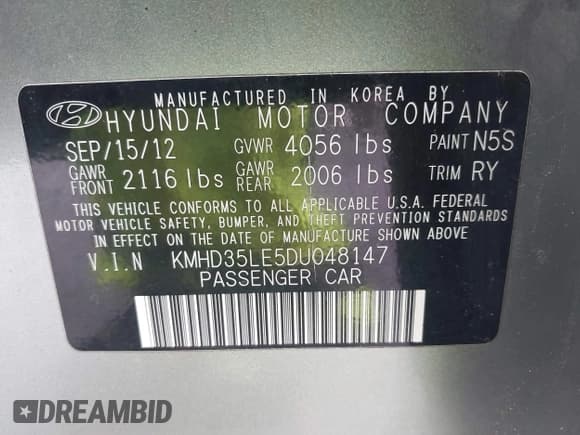 MANUFACTURED IN KOREA BY
HYUNDAI MOTOR COMPANY
SEP/15/12 GVWR 4056 lbs PAINT N5S
GAWR FRONT 2116 lbs GAWR REAR 2006 lbs TRIM RY
THIS VEHICLE CONFORMS TO ALL APPLICABLE U.S.A. FEDERAL
MOTOR VEHICLE SAFETY, BUMPER, AND THEFT PREVENTION STANDARDS
IN EFFECT ON THE DATE OF MANUFACTURE SHOWN ABOVE.
V.I.N KMHD35LE5DU048147
PASSENGER CAR
DREAMBID